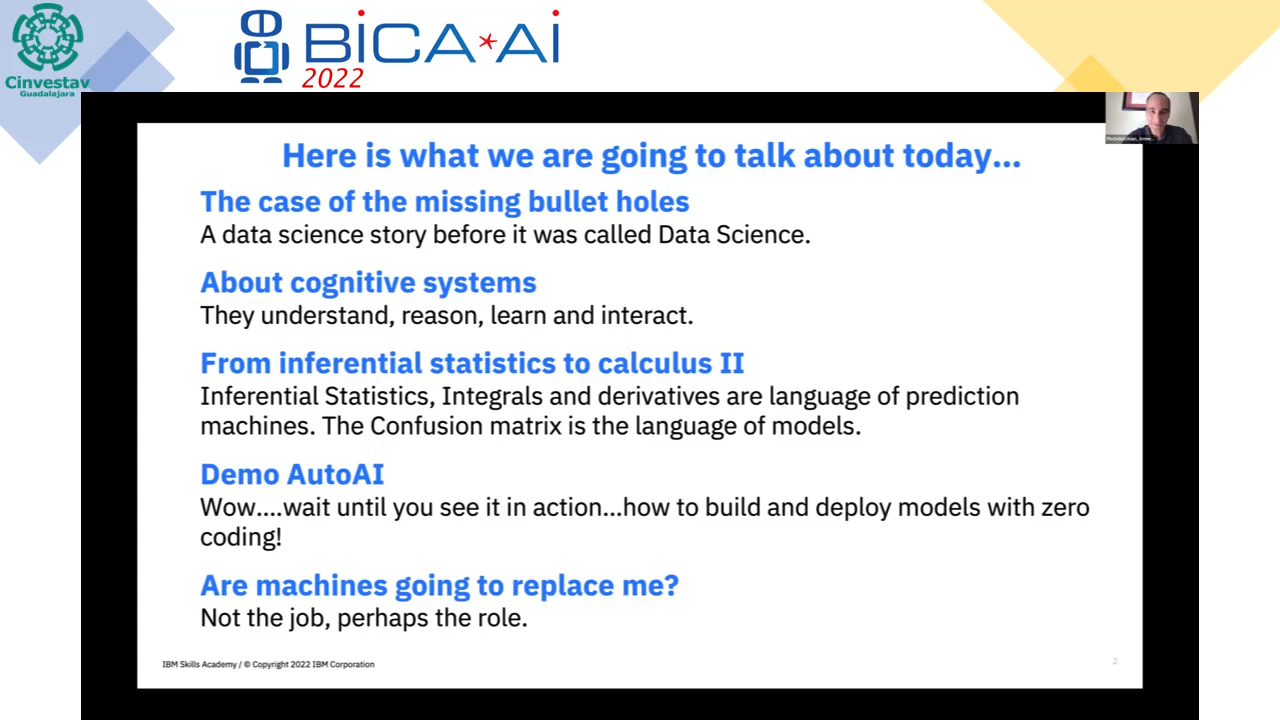 Cinvestav
Guadalajara
BiCA*Ai
2022
Here is what we are going to talk about today...
The case of the missing bullet holes
A data science story before it was called Data Science.
About cognitive systems
They understand, reason, learn and interact.
From inferential statistics to calculus II
Inferential Statistics, Integrals and derivatives are language of prediction
machines. The Confusion matrix is the language of models.
Demo AutoAI
Wow....wait until you see it in action...how to build and deploy models with zero
coding!
Are machines going to replace me?
Not the job, perhaps the role.
IBM Skills Academy / © Copyright 2022 IBM Corporation
2